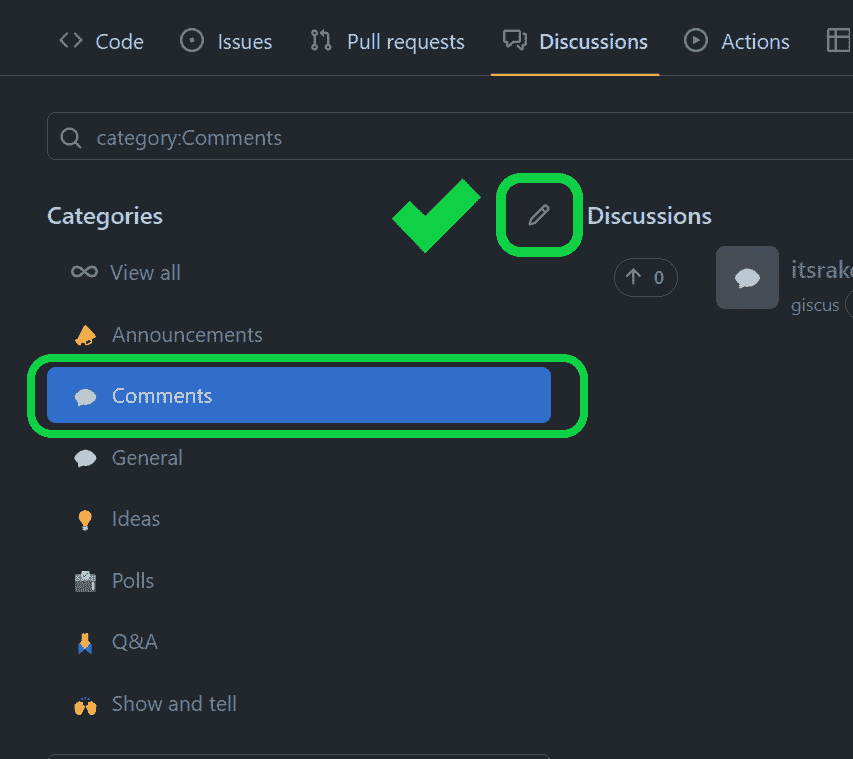 Code Issues Pull requests Discussions Actions
category:Comments
Categories
Discussions
View all
0
giscus
Announcements
Comments
General
Ideas
Polls
Q&A
Show and tell